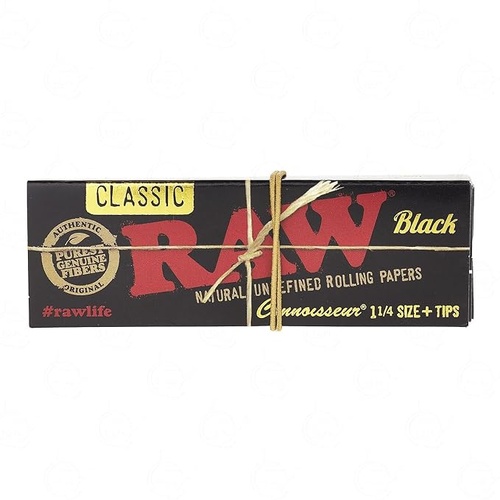 CLASSIC
AUTHENTIC
PUREST
GENUINE
FIBERS
ORIGINAL
RAW
Black
NATURAL UNREFINED ROLLING PAPERS
#rawlife
Connoisseur® 1 1/4 SIZE + TIPS